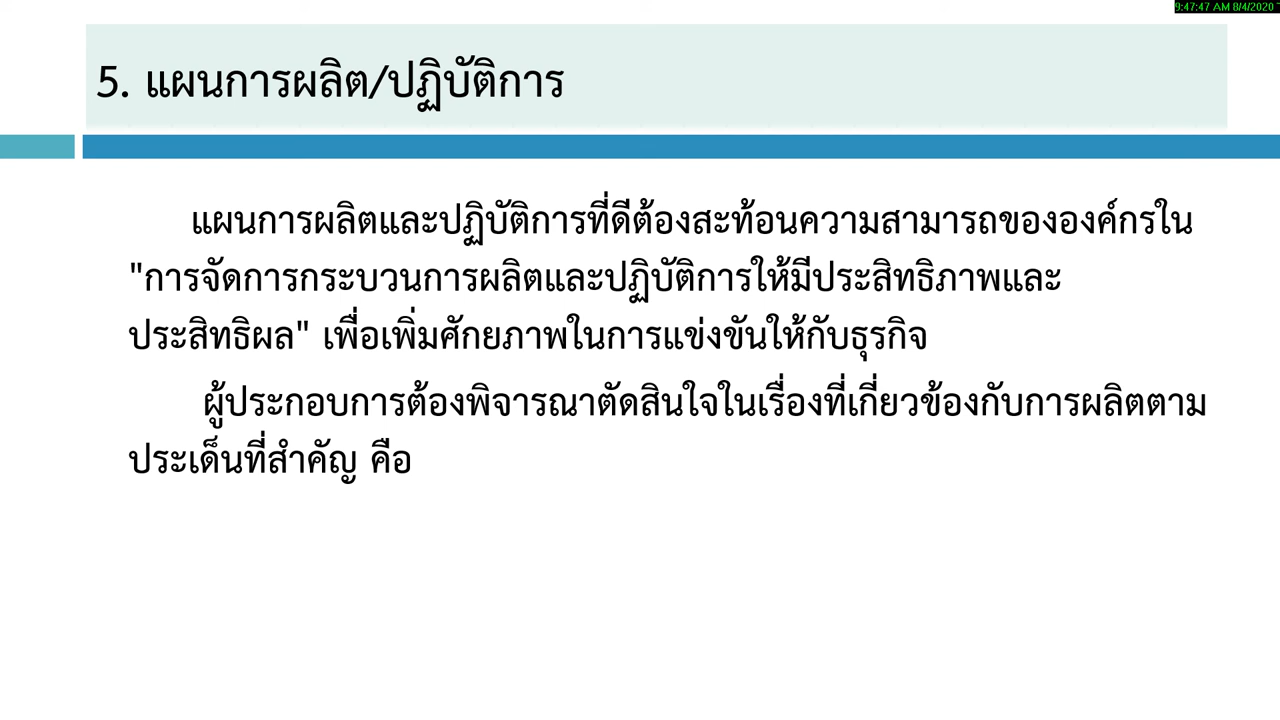 9:47:47 AM 8/4/2020
5. แผนการผลิต/ปฏิบัติการ
แผนการผลิตและปฏิบัติการที่ดีต้องสะท้อนความสามารถขององค์กรใน
"การจัดการกระบวนการผลิตและปฏิบัติการให้มีประสิทธิภาพและ
ประสิทธิผล" เพื่อเพิ่มศักยภาพในการแข่งขันให้กับธุรกิจ
ผู้ประกอบการต้องพิจารณาตัดสินใจในเรื่องที่เกี่ยวข้องกับการผลิตตาม
ประเด็นที่สำคัญ คือ